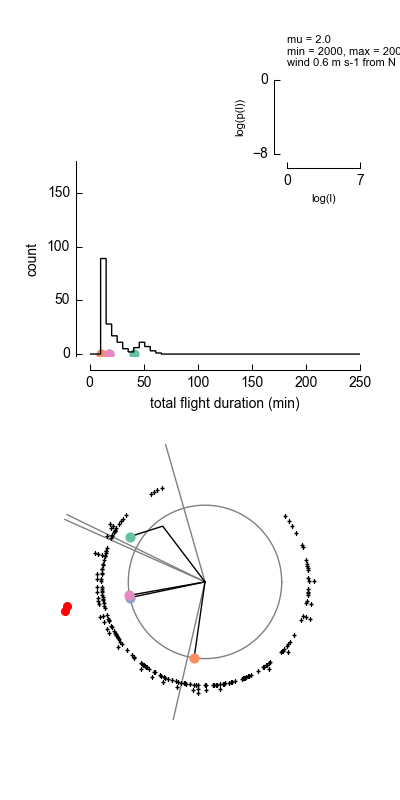 mu = 2.0
min = 2000, max = 200
wind 0.6 m s-1 from N
0
log(p(l))
−8
0 7
log(l)
150
100
50
0
count
0 50 100 150 200 250
total flight duration (min)